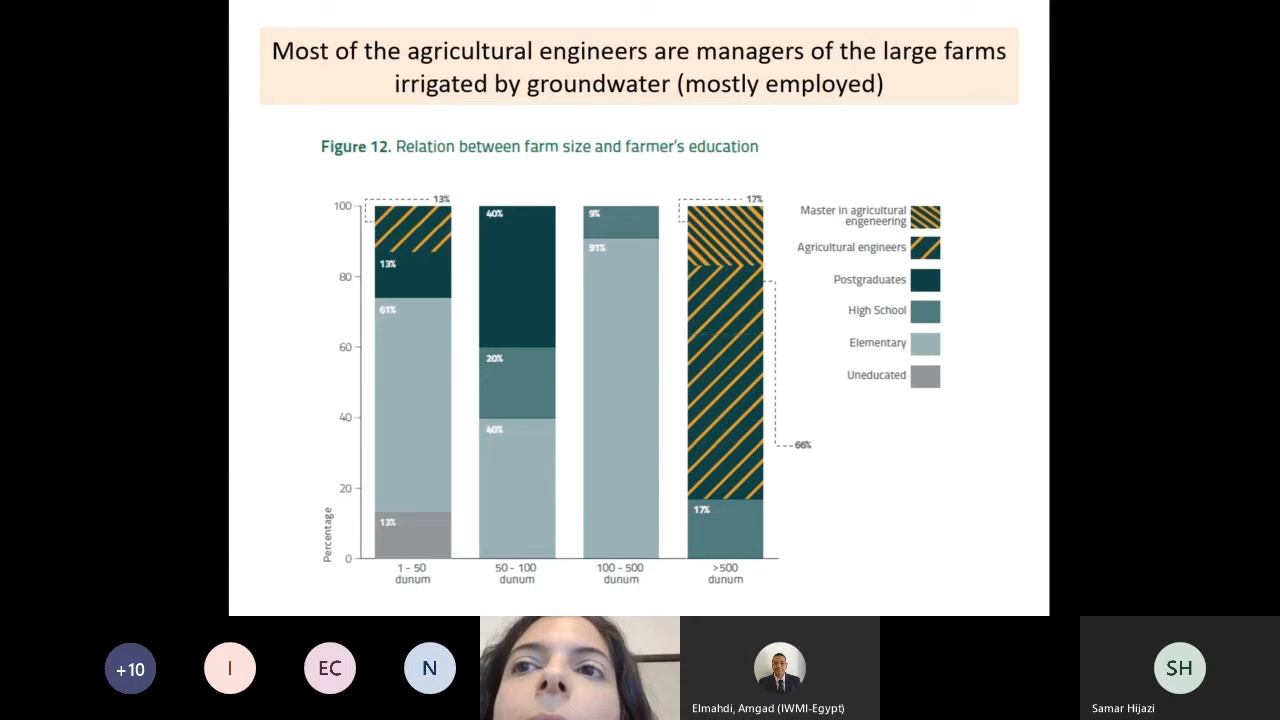 Most of the agricultural engineers are managers of the large farms
irrigated by groundwater (mostly employed)
Figure 12. Relation between farm size and farmer's education
13%
40%
9%
17%
100
80
60
40
20
0
Percentage
13%
61%
13%
20%
40%
91%
66%
17%
Master in agricultural
engeneering
Agricultural engineers
Postgraduates
High School
Elementary
Uneducated
1 - 50
dunum
50 - 100
dunum
100 - 500
dunum
>500
dunum
+10
I
EC
N
Elmahdi, Amgad (IWMI-Egypt)
SH
Samar Hijazi